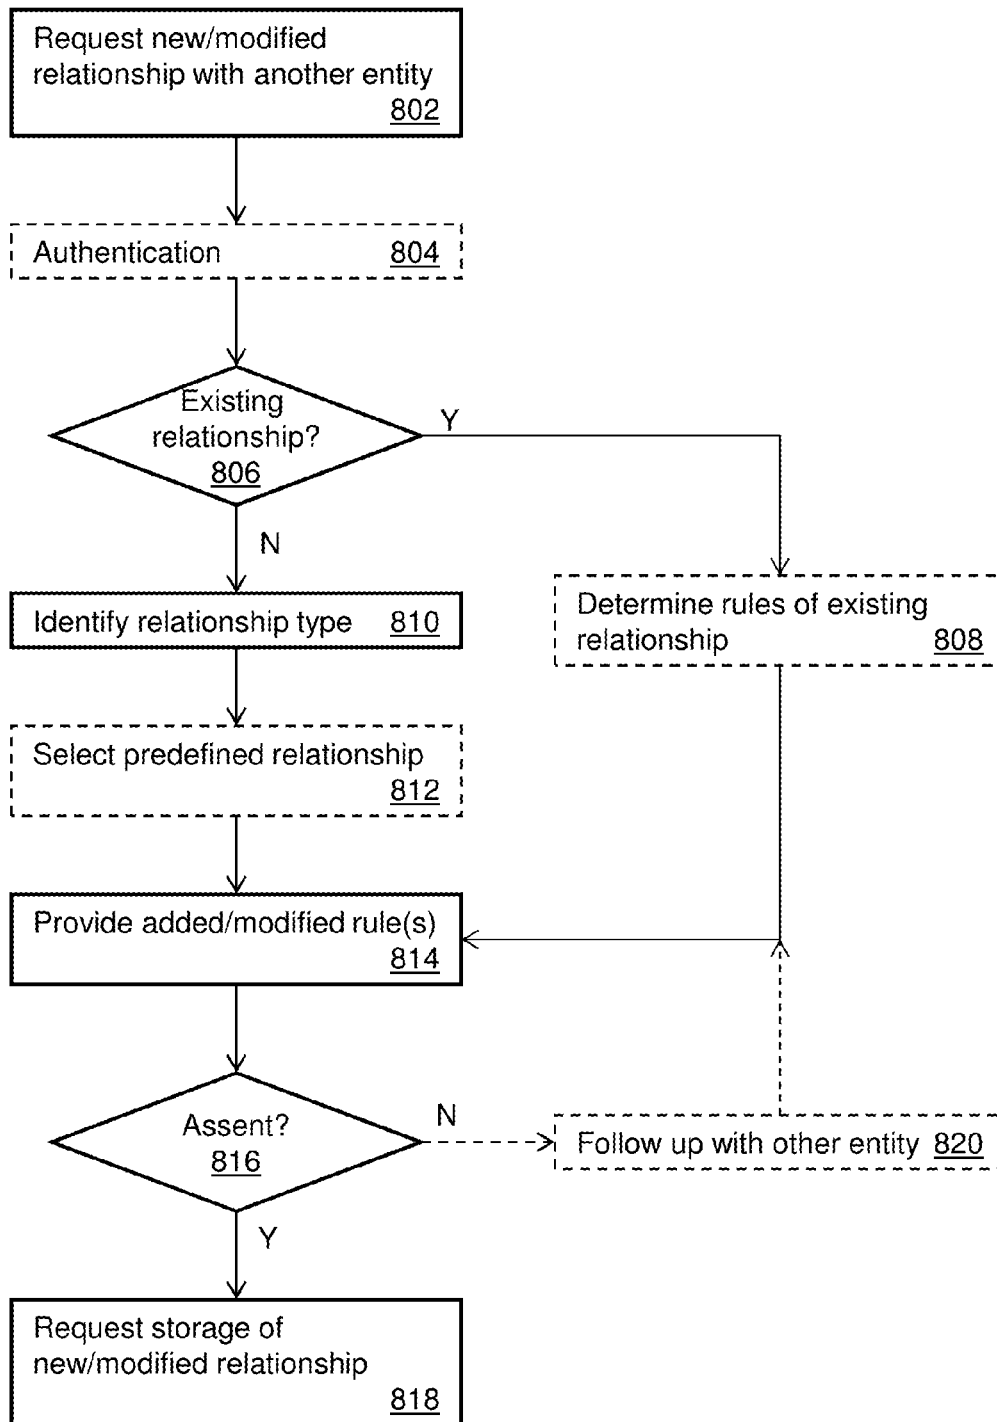 Request new/modified
relationship with another entity
802
Authentication 804
Existing
relationship?
806
Y
N
Identify relationship type 810
Determine rules of existing
relationship 808
Select predefined relationship
812
Provide added/modified rule(s)
814
Assent?
816
N
Follow up with other entity 820
Y
Request storage of
new/modified relationship
818